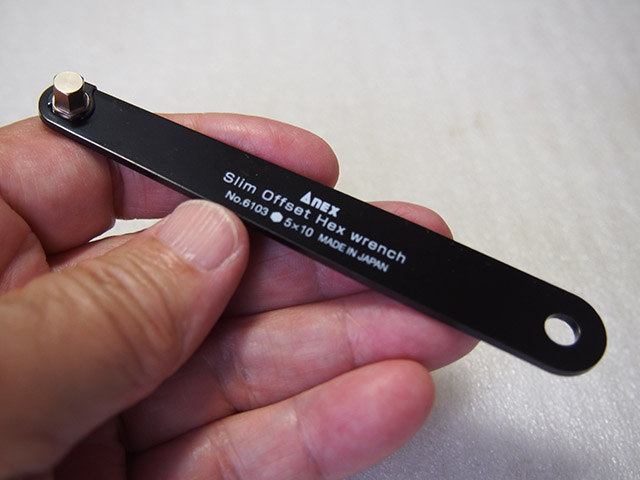 ANEX
Slim Offset Hex wrench
No.6103 ⬢ 5×10 MADE IN JAPAN